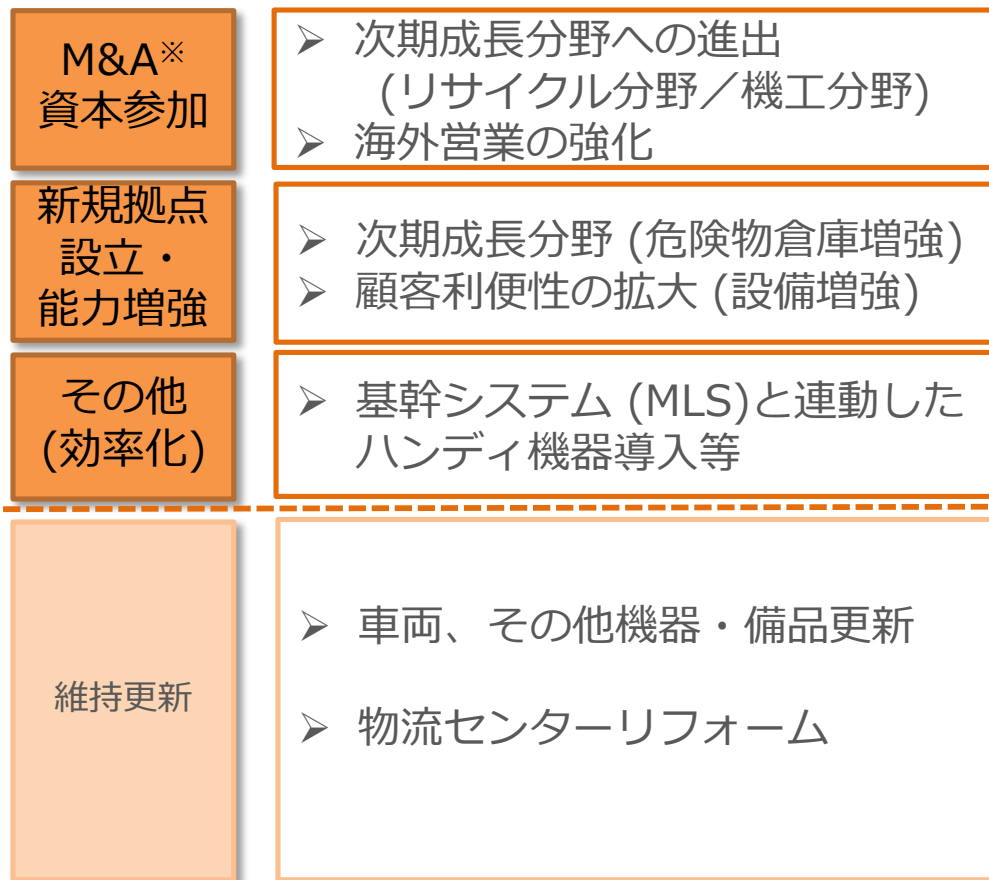 M&A※
資本参加
➢ 次期成長分野への進出
(リサイクル分野／機工分野)
➢ 海外営業の強化
新規拠点
設立・
能力増強
➢ 次期成長分野 (危険物倉庫増強)
➢ 顧客利便性の拡大 (設備増強)
その他
(効率化)
➢ 基幹システム (MLS)と連動した
ハンディ機器導入等
維持更新
➢ 車両、その他機器・備品更新
➢ 物流センターリフォーム